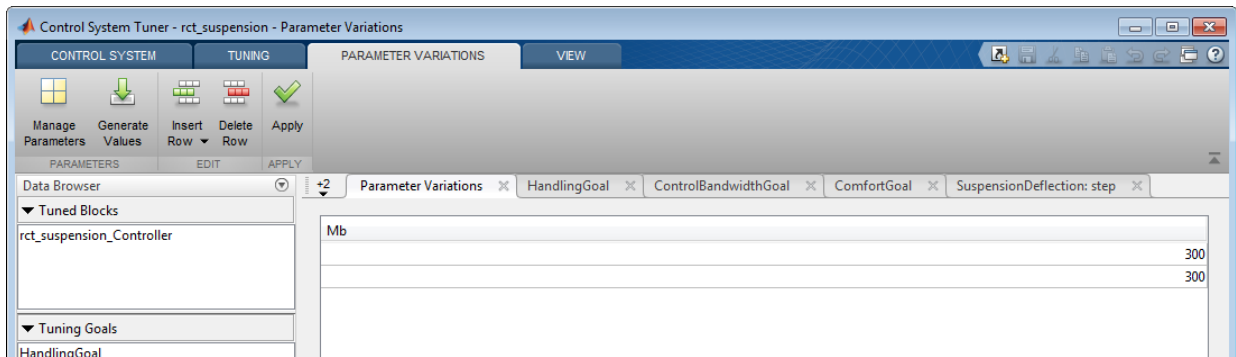 Control System Tuner - rct_suspension - Parameter Variations
CONTROL SYSTEM TUNING PARAMETER VARIATIONS VIEW
Manage Parameters
Generate Values
Insert Row
Delete Row
Apply
PARAMETERS EDIT APPLY
Data Browser
+2 Parameter Variations HandlingGoal ControlBandwidthGoal ComfortGoal SuspensionDeflection: step
Tuned Blocks
rct_suspension_Controller
Mb
300
300
Tuning Goals
HandlingGoal